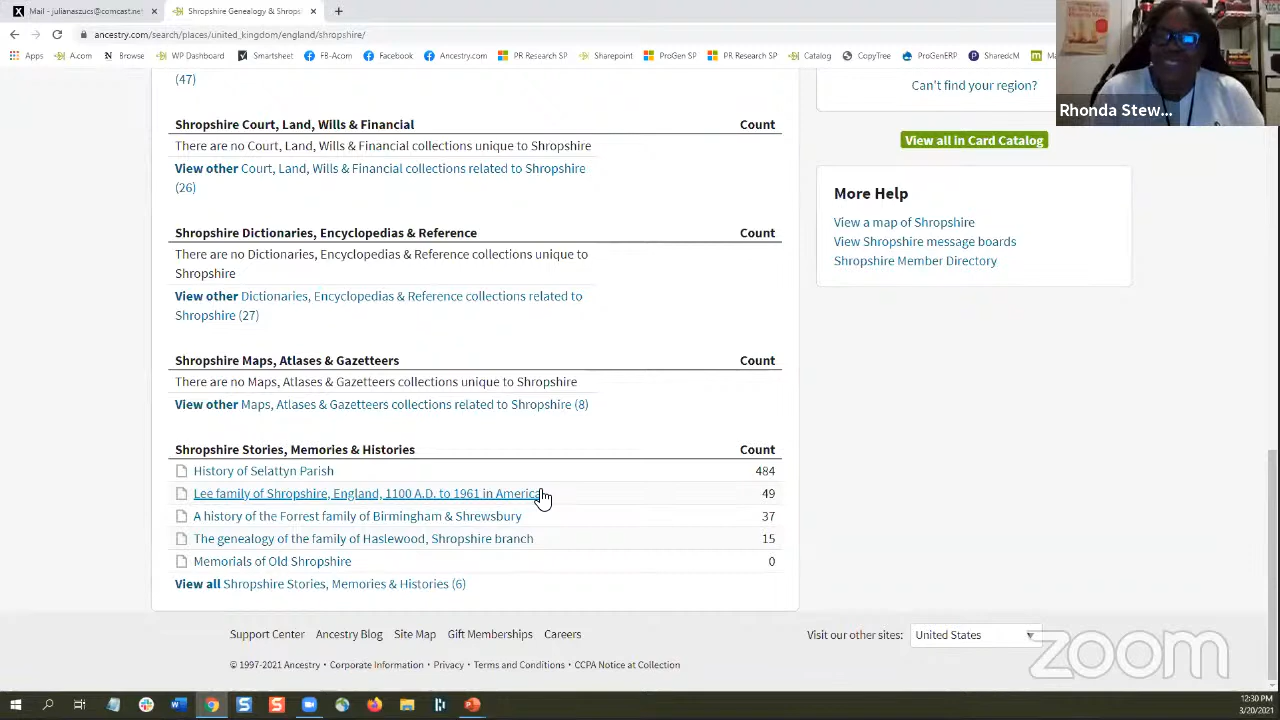 Mail - julianaszucs@comcast.ne
Shropshire Genealogy & Shrops
ancestry.com/search/places/united_kingdom/england/shropshire/
Apps A.com Browse WP Dashboard Smartsheet FB-Acom Facebook Ancestry.com PR Research SP Sharepoint ProGen SP PR Research SP Catalog CopyTree ProGenERP SharedcM Ma
(47)
Can't find your region?
Rhonda Stew...
Shropshire Court, Land, Wills & Financial Count
There are no Court, Land, Wills & Financial collections unique to Shropshire
View other Court, Land, Wills & Financial collections related to Shropshire
(26)
View all in Card Catalog
More Help
View a map of Shropshire
View Shropshire message boards
Shropshire Member Directory
Shropshire Dictionaries, Encyclopedias & Reference Count
There are no Dictionaries, Encyclopedias & Reference collections unique to
Shropshire
View other Dictionaries, Encyclopedias & Reference collections related to
Shropshire (27)
Shropshire Maps, Atlases & Gazetteers Count
There are no Maps, Atlases & Gazetteers collections unique to Shropshire
View other Maps, Atlases & Gazetteers collections related to Shropshire (8)
Shropshire Stories, Memories & Histories Count
History of Selattyn Parish 484
Lee family of Shropshire, England, 1100 A.D. to 1961 in America 49
A history of the Forrest family of Birmingham & Shrewsbury 37
The genealogy of the family of Haslewood, Shropshire branch 15
Memorials of Old Shropshire 0
View all Shropshire Stories, Memories & Histories (6)
Support Center Ancestry Blog Site Map Gift Memberships Careers
Visit our other sites: United States
© 1997-2021 Ancestry • Corporate Information • Privacy • Terms and Conditions • CCPA Notice at Collection
zoom
12:30 PM
3/20/2021